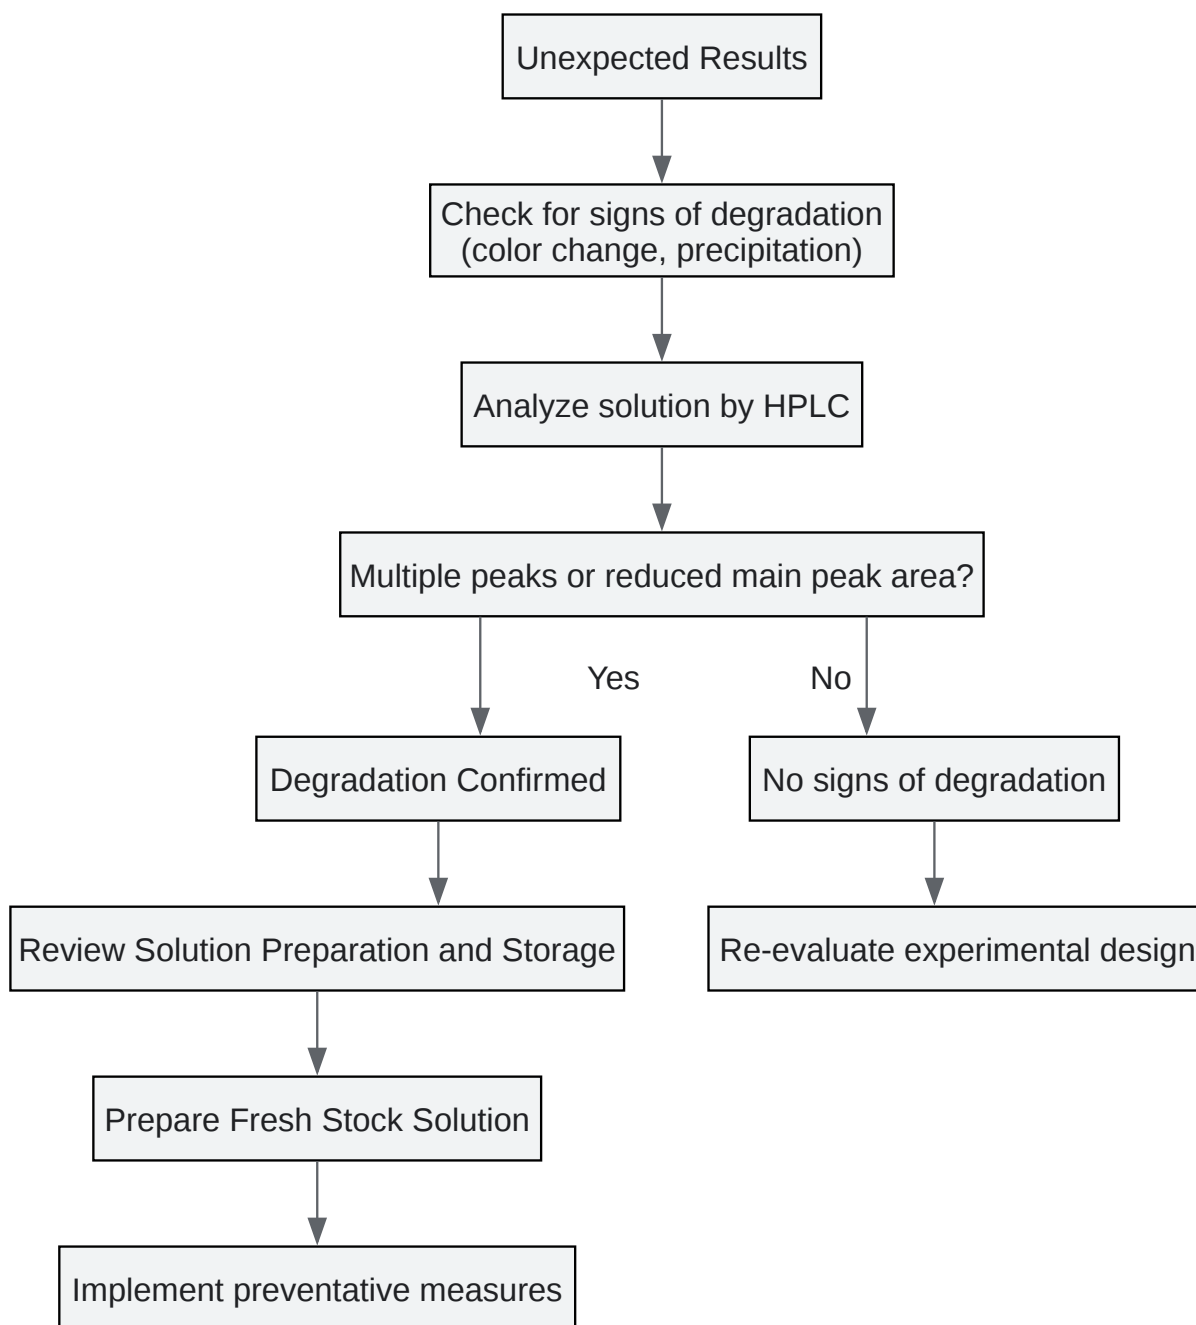 Unexpected Results
Check for signs of degradation
(color change, precipitation)
Analyze solution by HPLC
Multiple peaks or reduced main peak area?
Yes
No
Degradation Confirmed
No signs of degradation
Review Solution Preparation and Storage
Re-evaluate experimental design
Prepare Fresh Stock Solution
Implement preventative measures